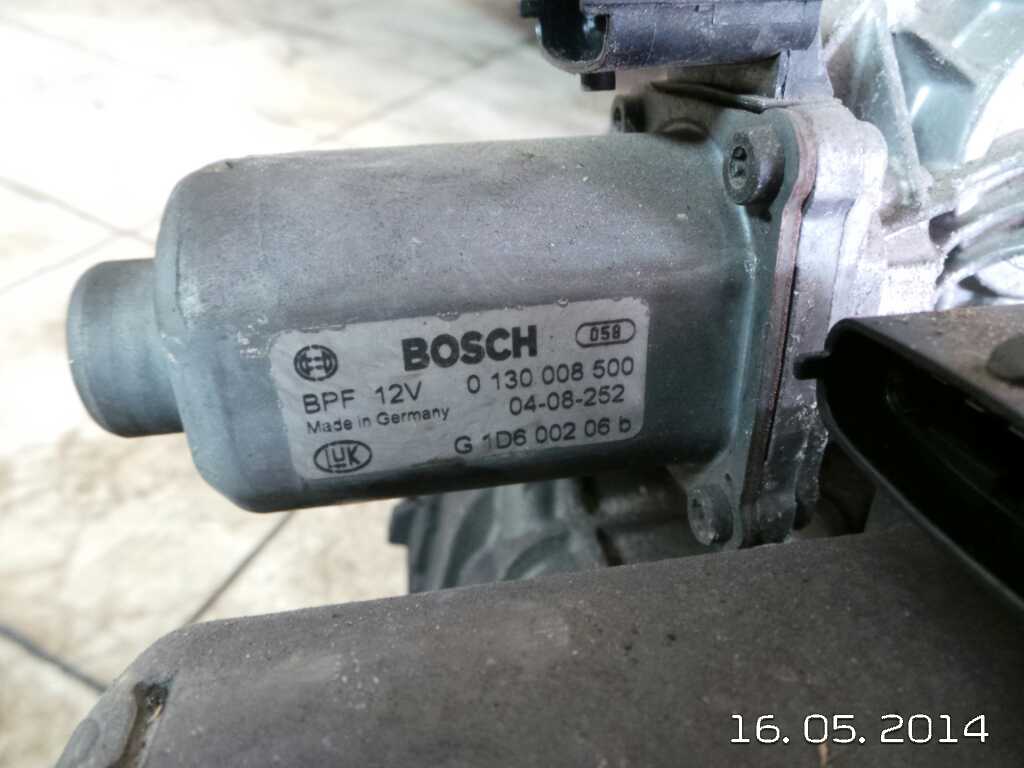 BOSCH 058
BPF 12V 0 130 008 500
Made in Germany 04-08-252
LuK G 1D6 002 06 b
16.05.2014